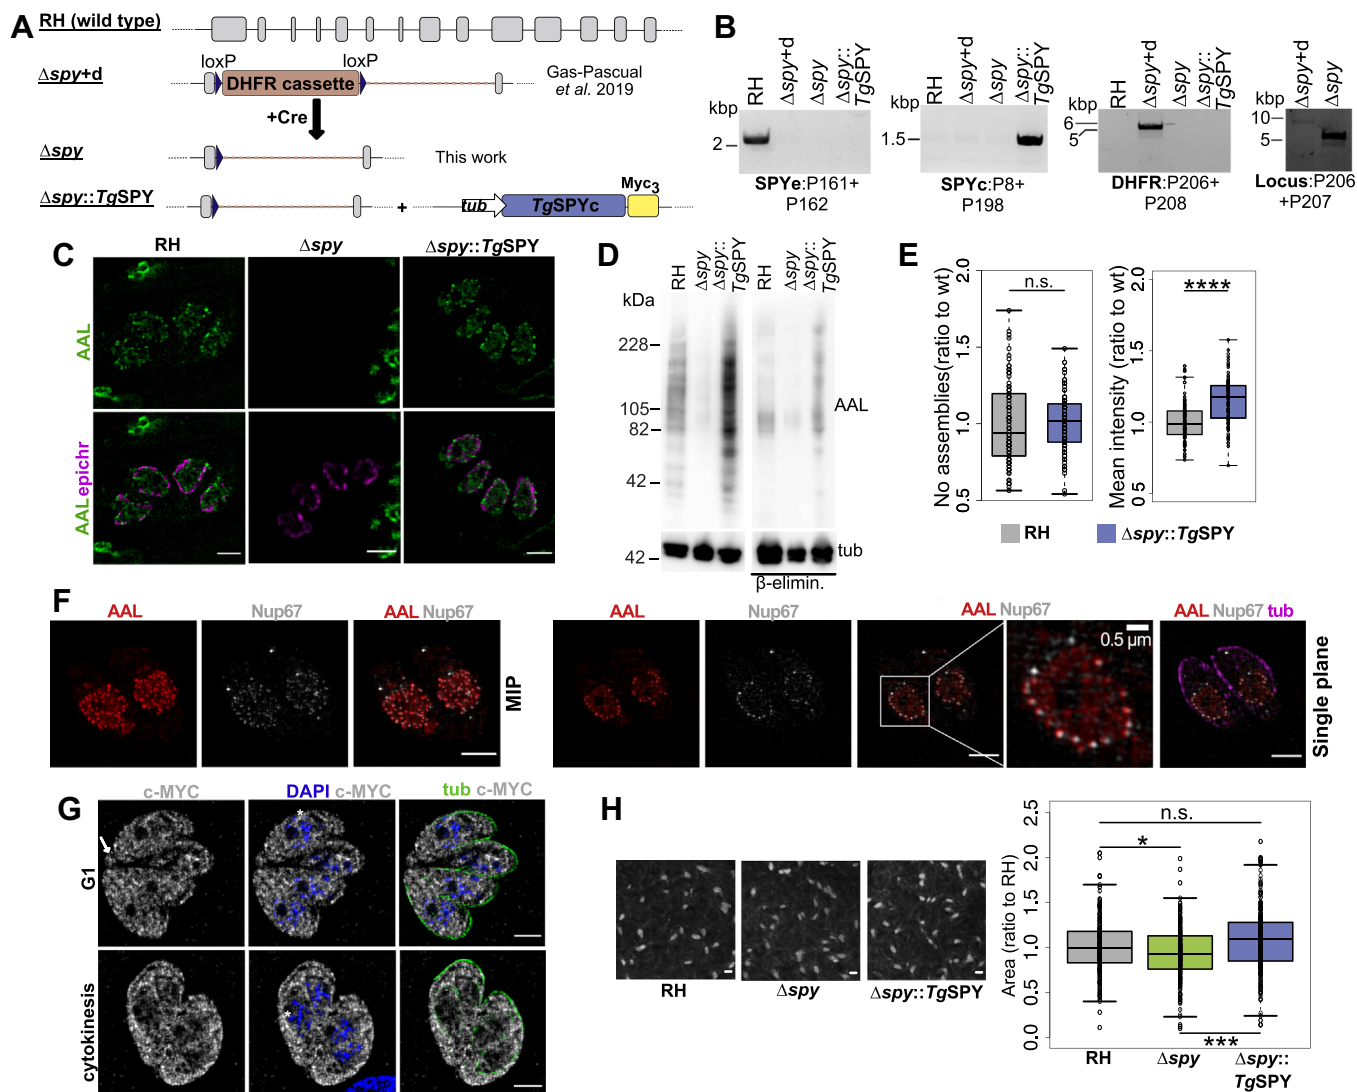 A
RH (wild type)
loxP
loxP
Δspy+d
DHFR cassette
Gas-Pascual
et al. 2019
+Cre
Δspy
This work
Δspy::TgSPY
+
tub
TgSPYc
Myc3
B
kbp
RH
Δspy+d
Δspy
Δspy::
TgSPY
2
SPYe:P161+
P162
kbp
RH
Δspy+d
Δspy
Δspy::
TgSPY
1.5
SPYc:P8+
P198
kbp
RH
Δspy+d
Δspy
Δspy::
TgSPY
6
5
DHFR:P206+
P208
kbp
Δspy+d
Δspy
10
5
Locus:P206
+P207
C
RH
Δspy
Δspy::TgSPY
AAL
AALepichr
D
kDa
RH
Δspy
Δspy::
TgSPY
RH
Δspy
Δspy::
TgSPY
228
105
82
42
42
AAL
tub
β-elimin.
E
No assemblies(ratio to wt)
2.0
1.5
1.0
0.5
n.s.
Mean intensity (ratio to wt)
2.0
1.5
1.0
0.5
****
RH
Δspy::TgSPY
F
AAL
Nup67
AAL Nup67
MIP
AAL
Nup67
AAL Nup67
0.5 µm
AAL Nup67 tub
Single plane
G
c-MYC
DAPI c-MYC
tub c-MYC
G1
*
cytokinesis
*
H
RH
Δspy
Δspy::TgSPY
Area (ratio to RH)
2.5
2.0
1.5
1.0
0.5
0.0
n.s.
*
***
RH
Δspy
Δspy::
TgSPY